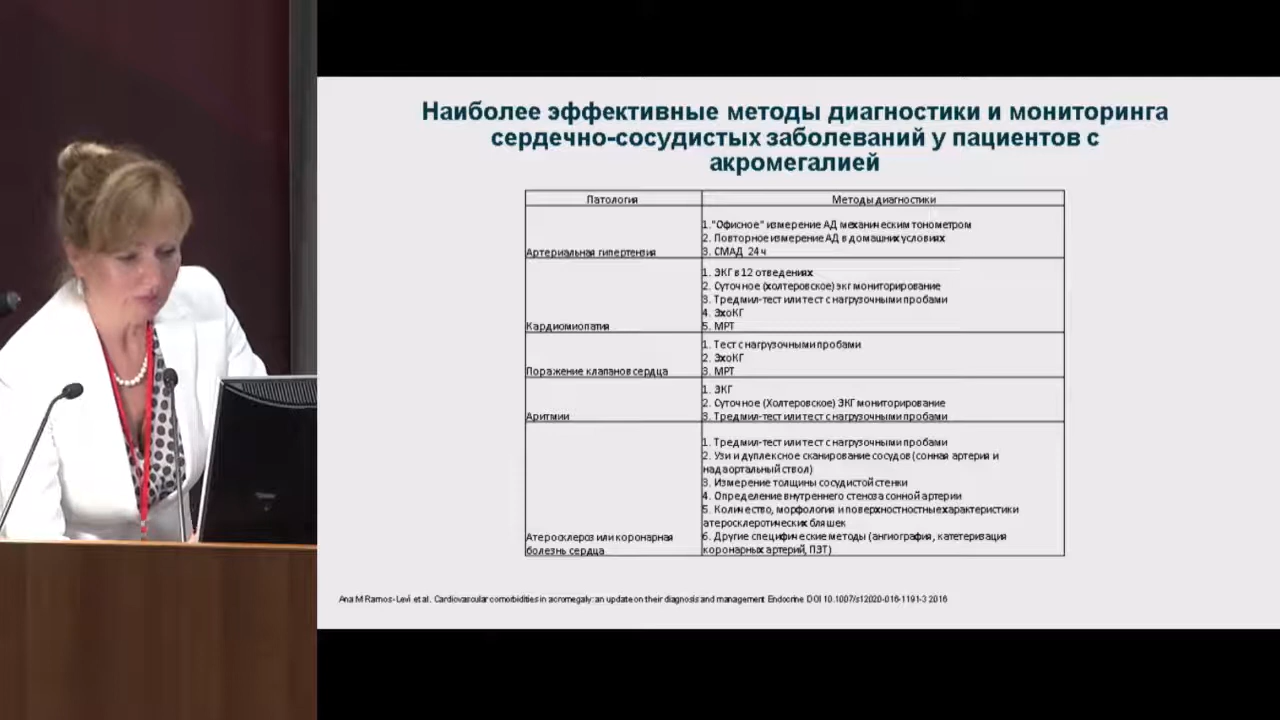 Наиболее эффективные методы диагностики и мониторинга
сердечно-сосудистых заболеваний у пациентов с
акромегалией
Патология
Методы диагностики
Артериальная гипертензия
1."Офисное" измерение АД механическим тонометром
2. Повторное измерение АД в домашних условиях
3. СМАД 24 ч
Кардиомиопатия
1. ЭКГ в 12 отведениях
2. Суточное (холтеровское) экг мониторирование
3. Тредмил-тест или тест с нагрузочными пробами
4. ЭхоКГ
5. МРТ
Поражение клапанов сердца
1. Тест с нагрузочными пробами
2. ЭхоКГ
3. МРТ
Аритмии
1. ЭКГ
2. Суточное (Холтеровское) ЭКГ мониторирование
3. Тредмил-тест или тест с нагрузочными пробами
Атеросклероз или коронарная
болезнь сердца
1. Тредмил-тест или тест с нагрузочными пробами
2. Узи и дуплексное сканирование сосудов (сонная артерия и
надаортальный ствол)
3. Измерение толщины сосудистой стенки
4. Определение внутреннего стеноза сонной артерии
5. Количество, морфология и поверхностностные характеристики
атеросклеротических бляшек
6. Другие специфические методы (ангиография, катетеризация
коронарных артерий, ПЭТ)
Ana M Ramos-Levi et al. Cardiovascular comorbidities in acromegaly: an update on their diagnosis and management Endocrine DOI 10.1007/s12020-016-1191-3 2016